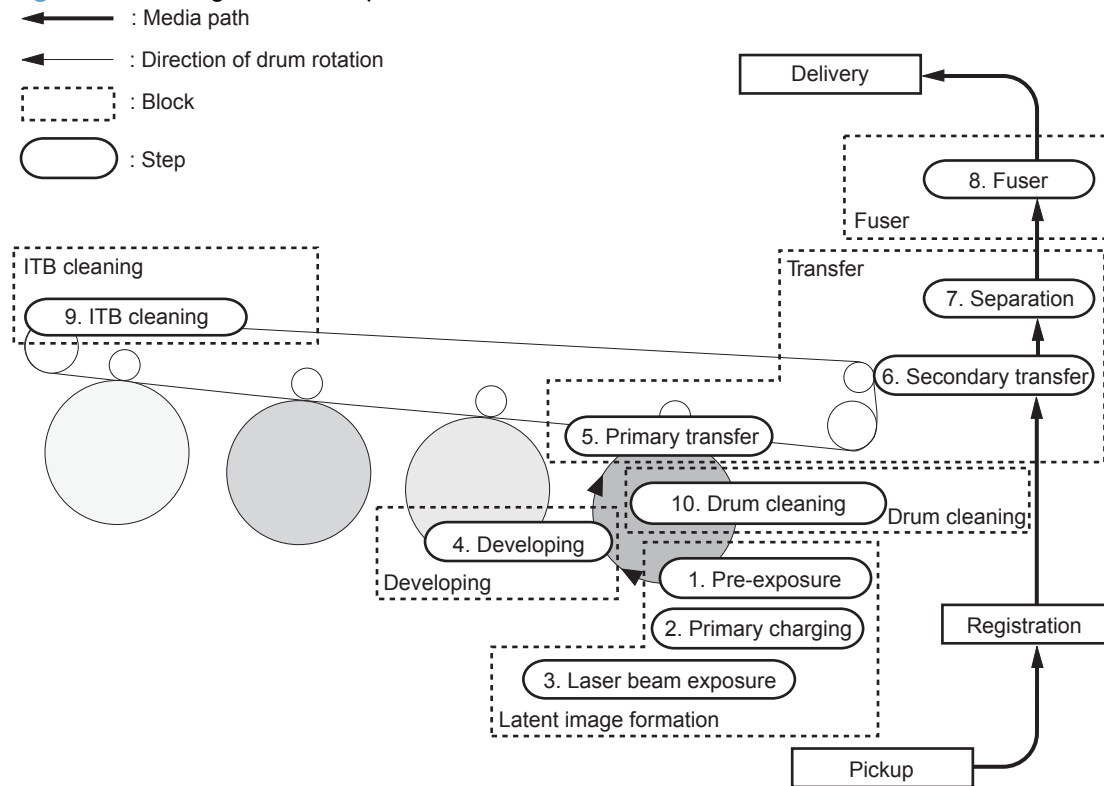 : Media path
: Direction of drum rotation
: Block
: Step
Delivery
8. Fuser
Fuser
ITB cleaning
Transfer
9. ITB cleaning
7. Separation
6. Secondary transfer
5. Primary transfer
10. Drum cleaning
Drum cleaning
4. Developing
Developing
1. Pre-exposure
2. Primary charging
Registration
3. Laser beam exposure
Latent image formation
Pickup